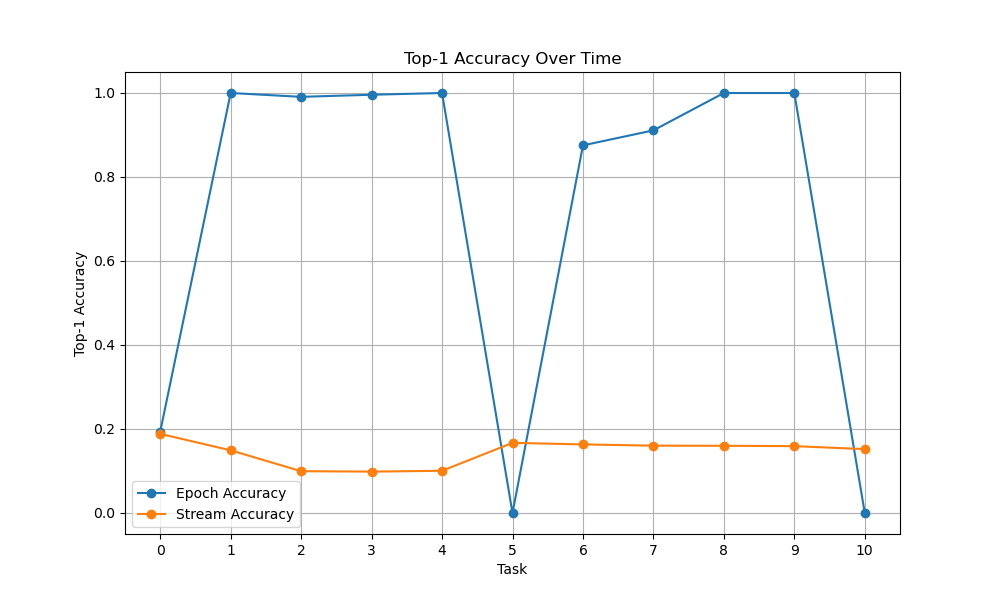 Top-1 Accuracy Over Time
Top-1 Accuracy
1.0
0.8
0.6
0.4
0.2
0.0
Epoch Accuracy
Stream Accuracy
0 1 2 3 4 5 6 7 8 9 10
Task